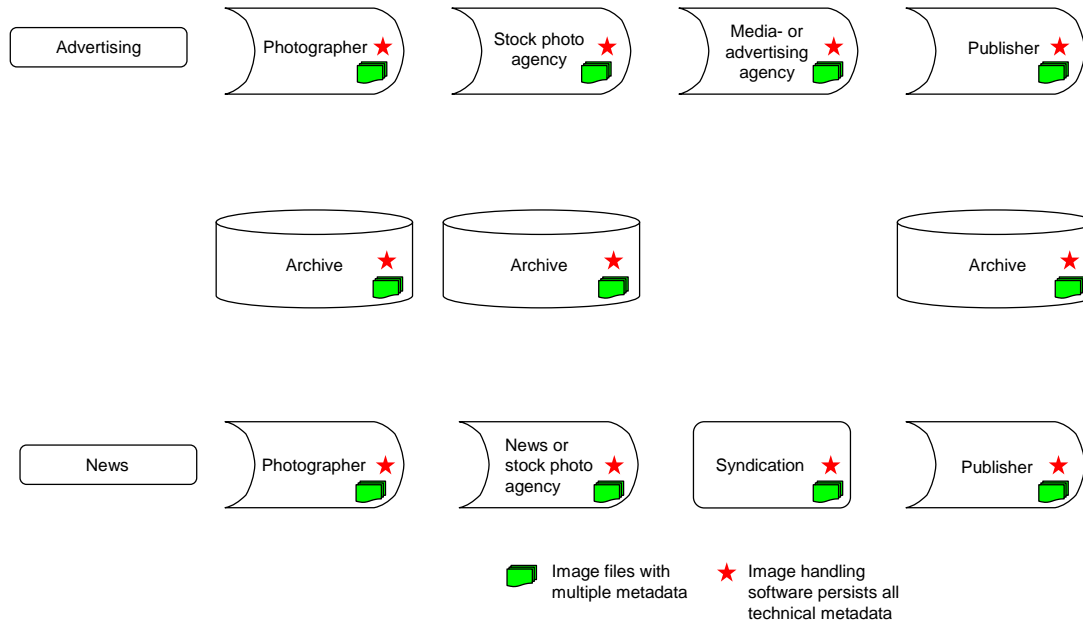 Advertising
Photographer
Stock photo
agency
Media- or
advertising
agency
Publisher
Archive
Archive
Archive
News
Photographer
News or
stock photo
agency
Syndication
Publisher
Image files with
multiple metadata
Image handling
software persists all
technical metadata